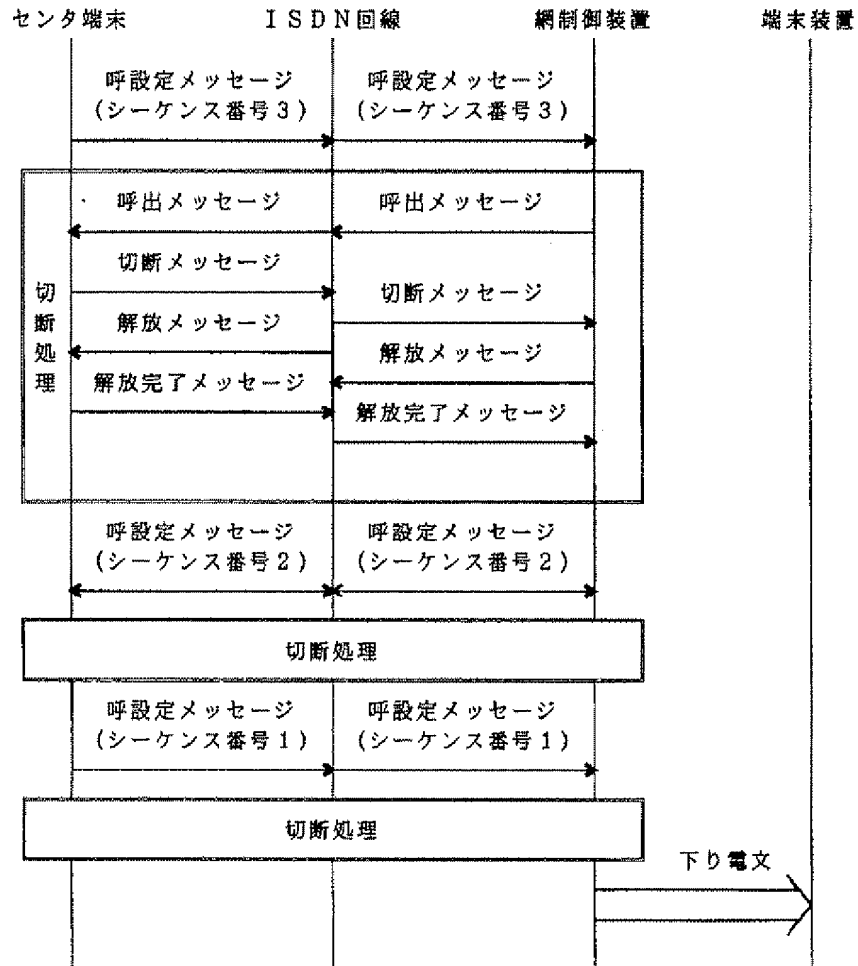 センタ端末 ＩＳＤＮ回線 網制御装置 端末装置
呼設定メッセージ 呼設定メッセージ
(シーケンス番号３) (シーケンス番号３)
呼出メッセージ 呼出メッセージ
切断メッセージ
切断メッセージ
解放メッセージ
解放メッセージ
解放完了メッセージ
解放完了メッセージ
切断処理
呼設定メッセージ 呼設定メッセージ
(シーケンス番号２) (シーケンス番号２)
切断処理
呼設定メッセージ 呼設定メッセージ
(シーケンス番号１) (シーケンス番号１)
切断処理
下り電文